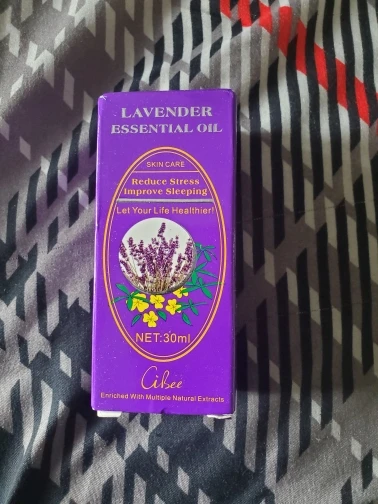 LAVENDER
ESSENTIAL OIL
SKIN CARE
Reduce Stress
Improve Sleeping
Let Your Life Healthier!
NET:30ml
CiBee
Enriched With Multiple Natural Extracts